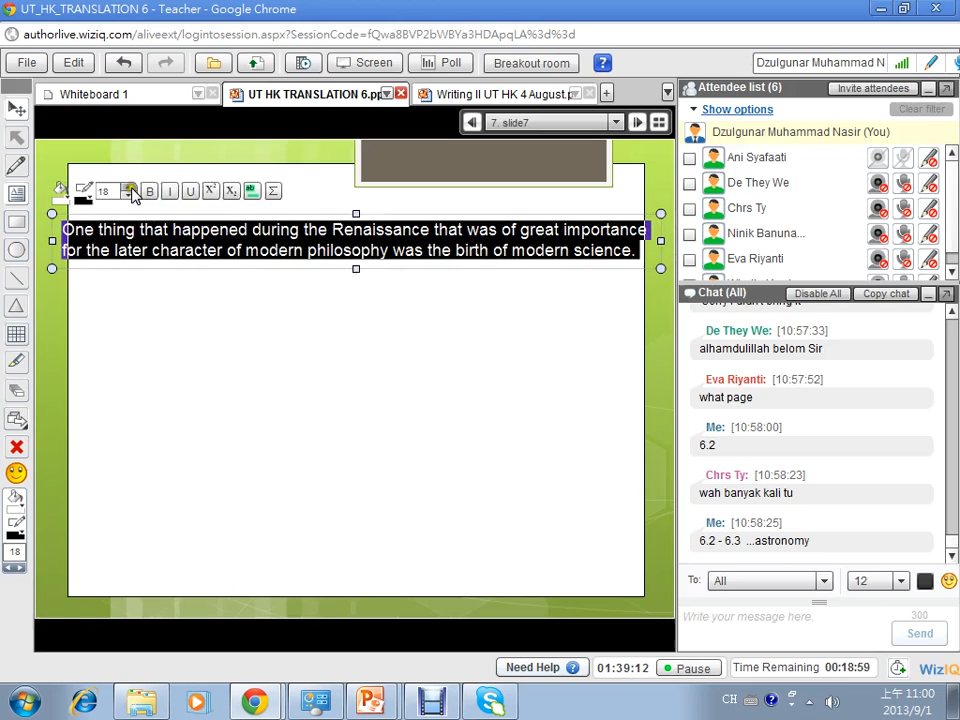 UT_HK_TRANSLATION 6 - Teacher - Google Chrome
authorlive.wiziq.com/aliveext/logintosession.aspx?SessionCode=fQwa8BVP2bWBYa3HDApqLA%3d%3d
File Edit Screen Poll Breakout room ? Dzulgunar Muhammad N
Whiteboard 1 UT HK TRANSLATION 6.pp Writing II UT HK 4 August.p +
7. slide7
18 B I U X² X₂ ab Σ
One thing that happened during the Renaissance that was of great importance
for the later character of modern philosophy was the birth of modern science.
18
Attendee list (6) Invite attendees
Show options Clear filter
Dzulgunar Muhammad Nasir (You)
Ani Syafaati
De They We
Chrs Ty
Ninik Banuna...
Eva Riyanti
Chat (All) Disable All Copy chat
De They We: [10:57:33]
alhamdulillah belom Sir
Eva Riyanti: [10:57:52]
what page
Me: [10:58:00]
6.2
Chrs Ty: [10:58:23]
wah banyak kali tu
Me: [10:58:25]
6.2 - 6.3 ...astronomy
To: All 12
Write your message here... 300
Send
Need Help ? 01:39:12 Pause Time Remaining 00:18:59 WizIQ
CH ? 上午 11:00
2013/9/1